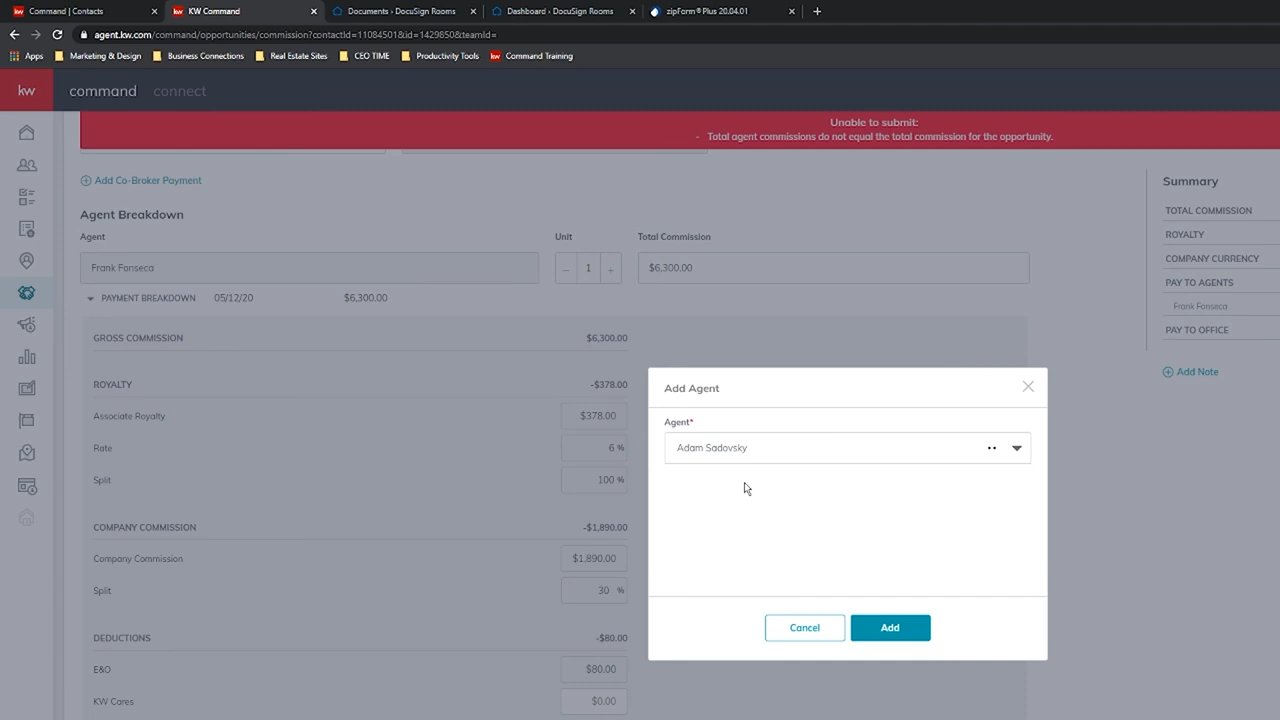 Command | Contacts
KW Command
Documents › DocuSign Rooms
Dashboard › DocuSign Rooms
zipForm® Plus 20.04.01
agent.kw.com/command/opportunities/commission?contactId=11084501&id=1429850&teamId=
Apps
Marketing & Design
Business Connections
Real Estate Sites
CEO TIME
Productivity Tools
kw Command Training
kw
command
connect
Unable to submit:
- Total agent commissions do not equal the total commission for the opportunity.
Add Co-Broker Payment
Summary
Agent Breakdown
TOTAL COMMISSION
Agent
Unit
Total Commission
ROYALTY
Frank Fonseca
– 1 +
$6,300.00
COMPANY CURRENCY
PAY TO AGENTS
PAYMENT BREAKDOWN 05/12/20 $6,300.00
Frank Fonseca
PAY TO OFFICE
GROSS COMMISSION $6,300.00
Add Note
ROYALTY -$378.00
Add Agent
Associate Royalty $378.00
Agent*
Rate 6 %
Adam Sadovsky
Split 100 %
COMPANY COMMISSION -$1,890.00
Company Commission $1,890.00
Split 30 %
Cancel
Add
DEDUCTIONS -$80.00
E&O $80.00
KW Cares $0.00